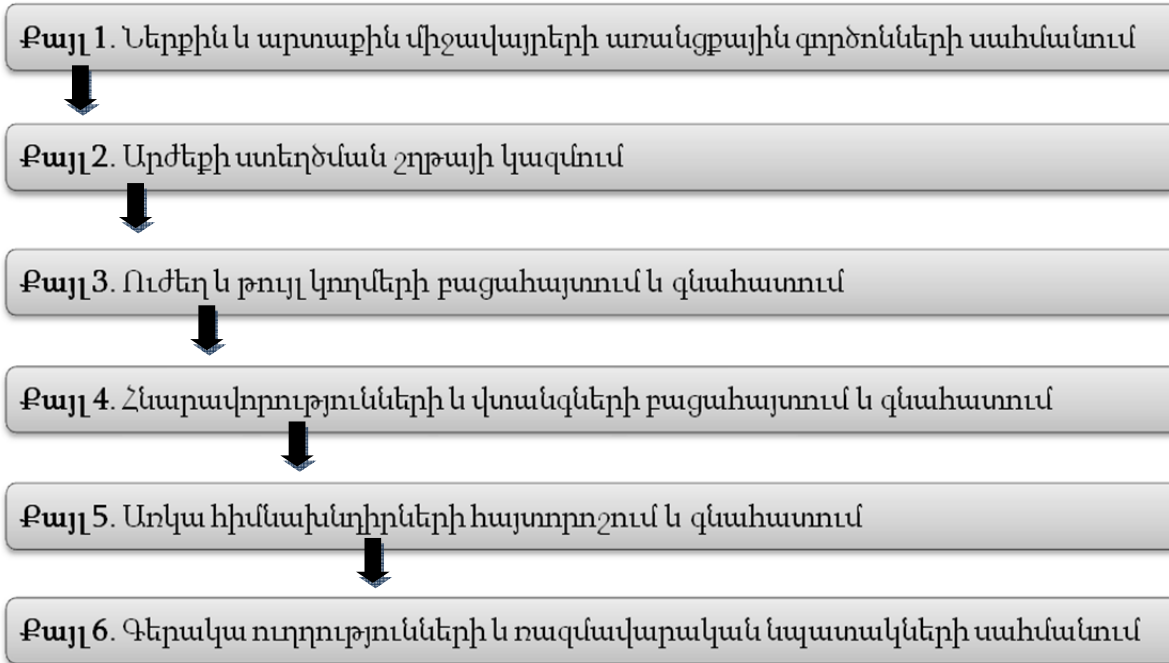 Քայլ 1. Ներքին և արտաքին միջավայրերի առանցքային գործոնների սահմանում
Քայլ 2. Արժեքի ստեղծման շղթայի կազմում
Քայլ 3. Ուժեղ և թույլ կողմերի բացահայտում և գնահատում
Քայլ 4. Հնարավորությունների և վտանգների բացահայտում և գնահատում
Քայլ 5. Առկա հիմնախնդիրների հայտորոշում և գնահատում
Քայլ 6. Գերակա ուղղությունների և ռազմավարական նպատակների սահմանում